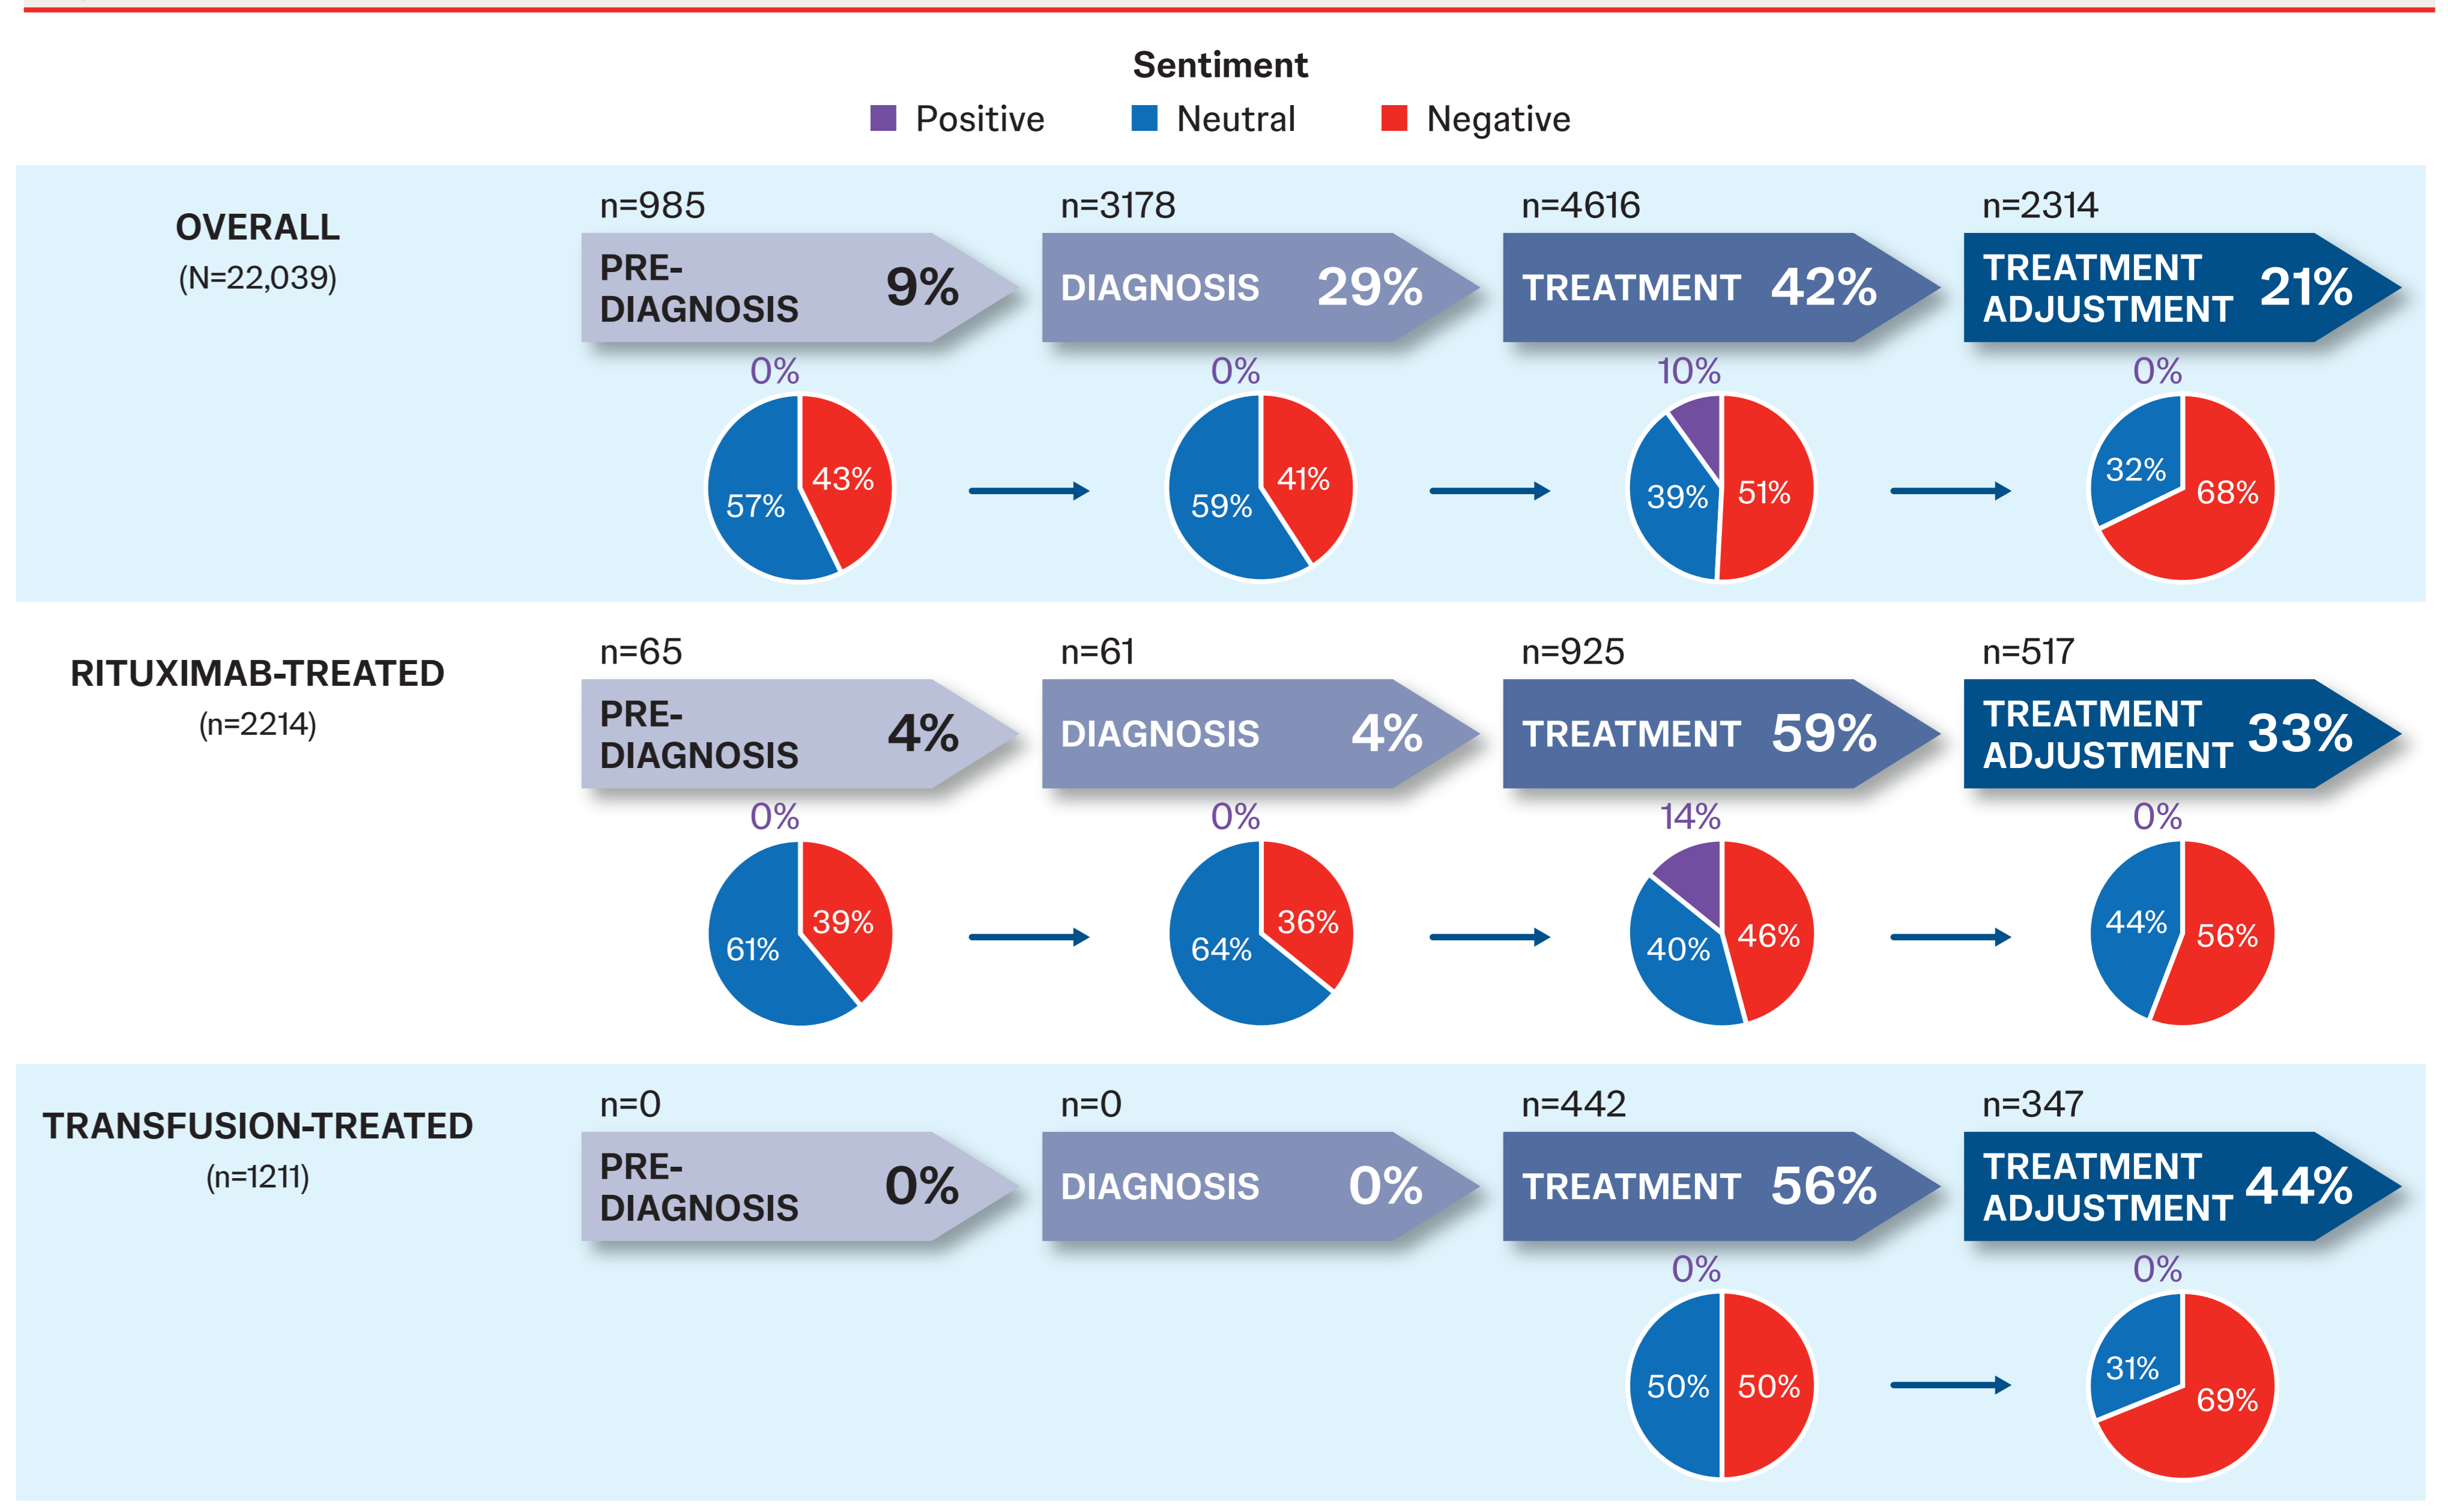 Sentiment
Positive Neutral Negative
OVERALL
(N=22,039)
n=985
PRE-
DIAGNOSIS
9%
n=3178
DIAGNOSIS 29%
n=4616
TREATMENT 42%
n=2314
TREATMENT
ADJUSTMENT
21%
0%
57%
43%
0%
59%
41%
10%
39%
51%
0%
32%
68%
RITUXIMAB-TREATED
(n=2214)
n=65
PRE-
DIAGNOSIS
4%
n=61
DIAGNOSIS 4%
n=925
TREATMENT 59%
n=517
TREATMENT
ADJUSTMENT
33%
0%
61%
39%
0%
64%
36%
14%
40%
46%
0%
44%
56%
TRANSFUSION-TREATED
(n=1211)
n=0
PRE-
DIAGNOSIS
0%
n=0
DIAGNOSIS 0%
n=442
TREATMENT 56%
n=347
TREATMENT
ADJUSTMENT
44%
0%
50%
50%
0%
31%
69%